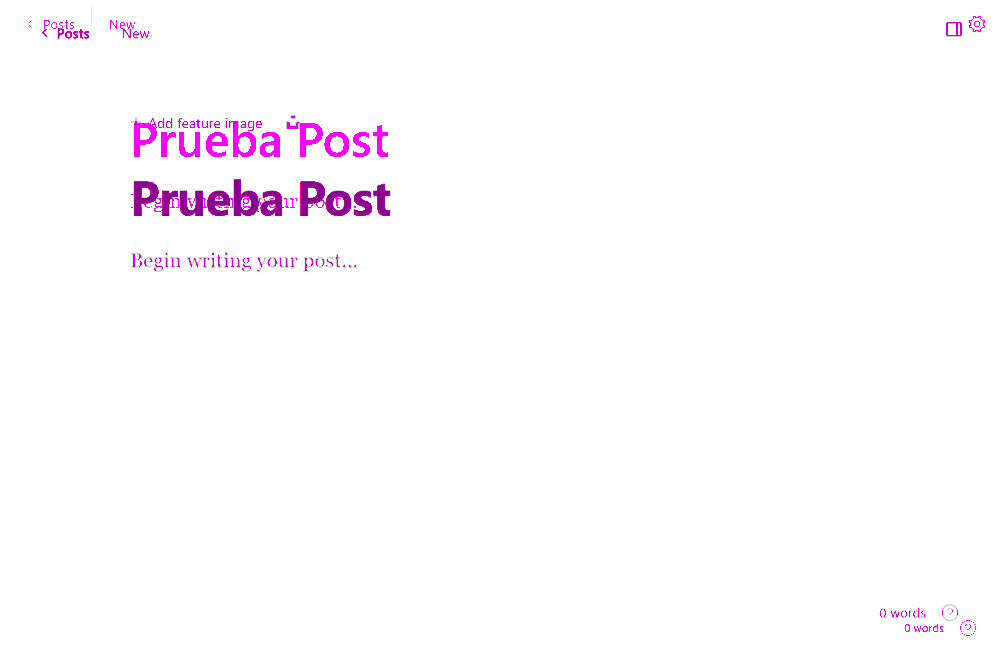 Posts New
Posts New
Add feature image
Prueba Post
Begin writing your post...
Prueba Post
Begin writing your post...
0 words ?
0 words ?